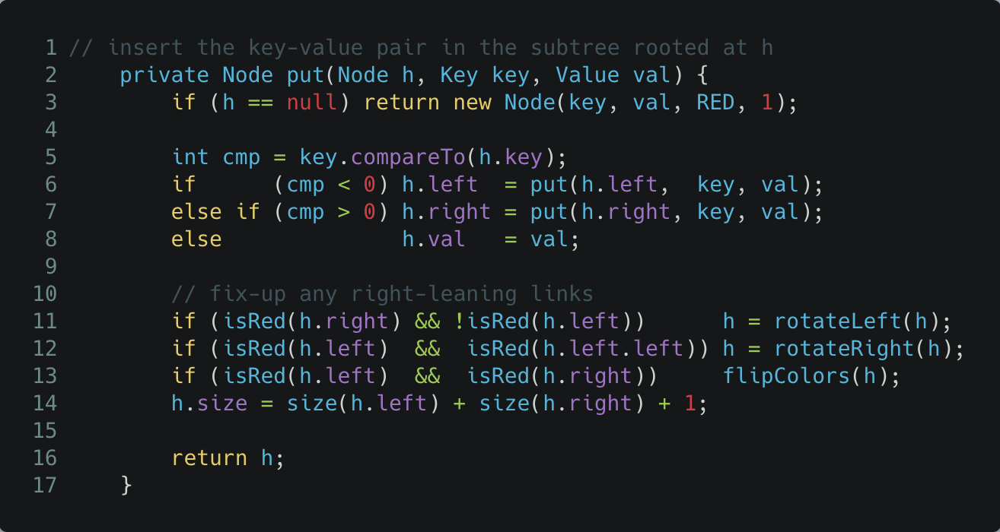 1 // insert the key-value pair in the subtree rooted at h
2     private Node put(Node h, Key key, Value val) {
3         if (h == null) return new Node(key, val, RED, 1);
4
5         int cmp = key.compareTo(h.key);
6         if      (cmp < 0) h.left  = put(h.left,  key, val);
7         else if (cmp > 0) h.right = put(h.right, key, val);
8         else              h.val   = val;
9
10         // fix-up any right-leaning links
11         if (isRed(h.right) && !isRed(h.left))      h = rotateLeft(h);
12         if (isRed(h.left)  &&  isRed(h.left.left)) h = rotateRight(h);
13         if (isRed(h.left)  &&  isRed(h.right))     flipColors(h);
14         h.size = size(h.left) + size(h.right) + 1;
15
16         return h;
17     }